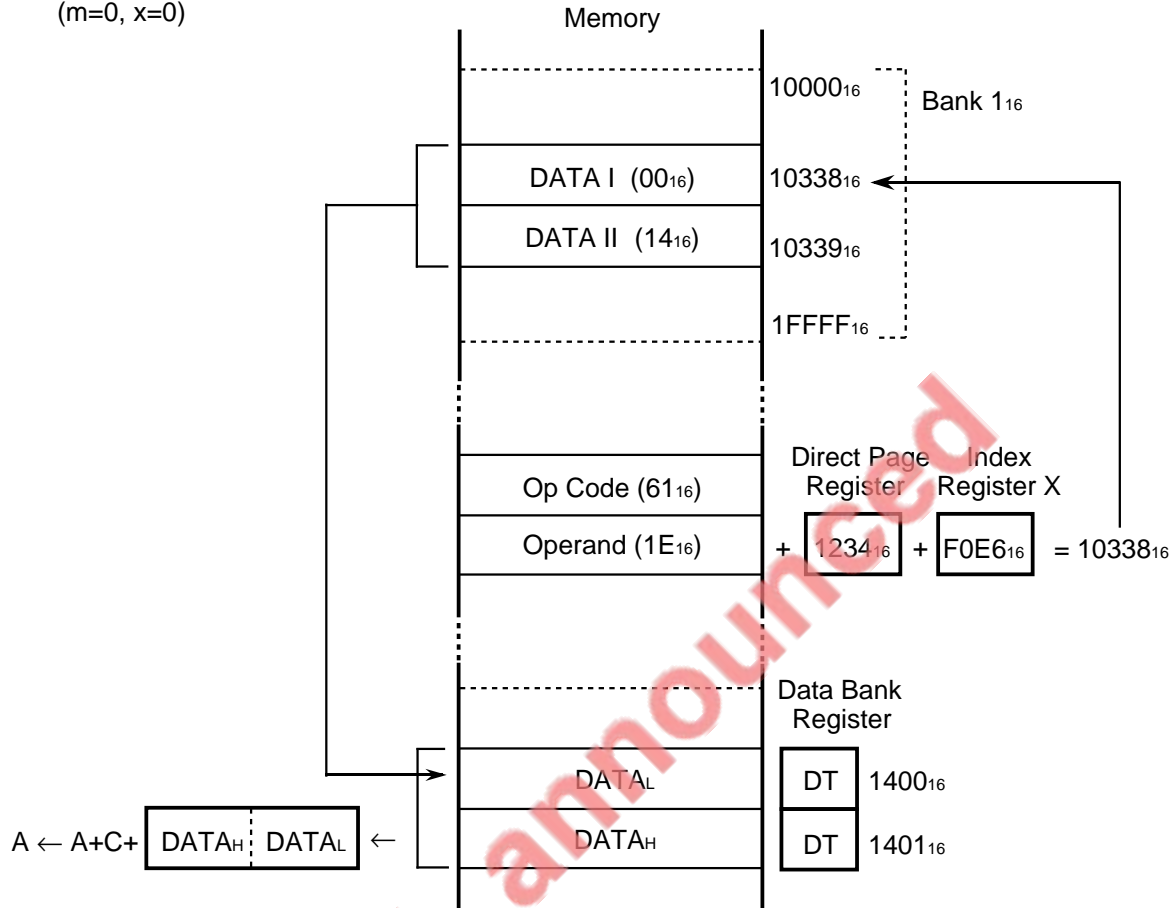 (m=0, x=0)
Memory
10000₁₆
Bank 1₁₆
DATA I (00₁₆)
10338₁₆
DATA II (14₁₆)
10339₁₆
1FFFF₁₆
Direct Page Register
Index Register X
Op Code (61₁₆)
Operand (1E₁₆)
+ 1234₁₆ + F0E6₁₆ = 10338₁₆
Data Bank
Register
DATAL
DT 1400₁₆
A ← A+C+ DATAH DATAL ←
DATAH
DT 1401₁₆
announced